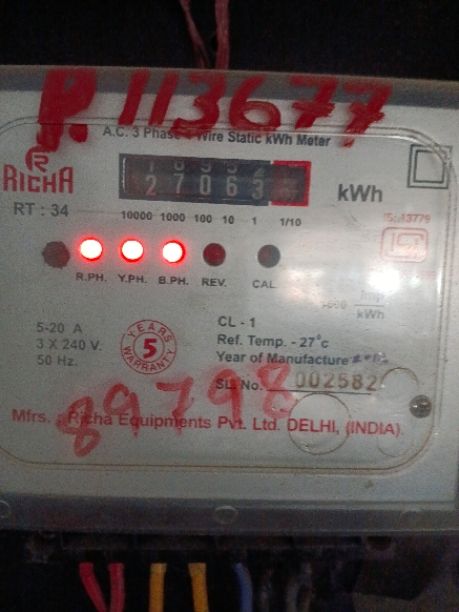 P.113677
A.C. 3 Phase Wire Static kWh Meter
RICHA
27063
kWh
RT : 34
10000 1000 100 10 1 1/10
IS:13779
R.PH. Y.PH. B.PH. REV. CAL.
Imp
kWh
5-20 A
3 X 240 V.
50 Hz.
5 YEARS
CL - 1
Ref. Temp. - 27°c
Year of Manufacture
SL. No. 002582
89798
Mfrs. : Richa Equipments Pvt. Ltd. DELHI, (INDIA).